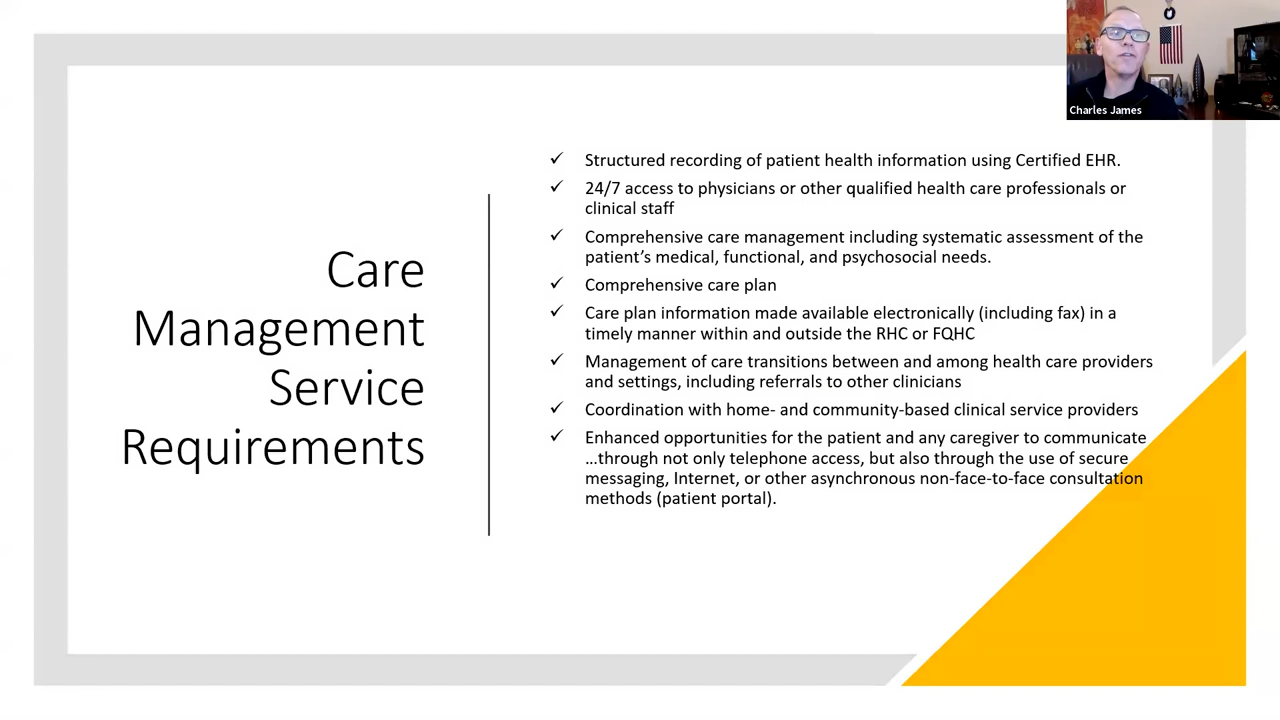 Charles James
Care
Management
Service
Requirements
Structured recording of patient health information using Certified EHR.
24/7 access to physicians or other qualified health care professionals or
clinical staff
Comprehensive care management including systematic assessment of the
patient’s medical, functional, and psychosocial needs.
Comprehensive care plan
Care plan information made available electronically (including fax) in a
timely manner within and outside the RHC or FQHC
Management of care transitions between and among health care providers
and settings, including referrals to other clinicians
Coordination with home- and community-based clinical service providers
Enhanced opportunities for the patient and any caregiver to communicate
…through not only telephone access, but also through the use of secure
messaging, Internet, or other asynchronous non-face-to-face consultation
methods (patient portal).